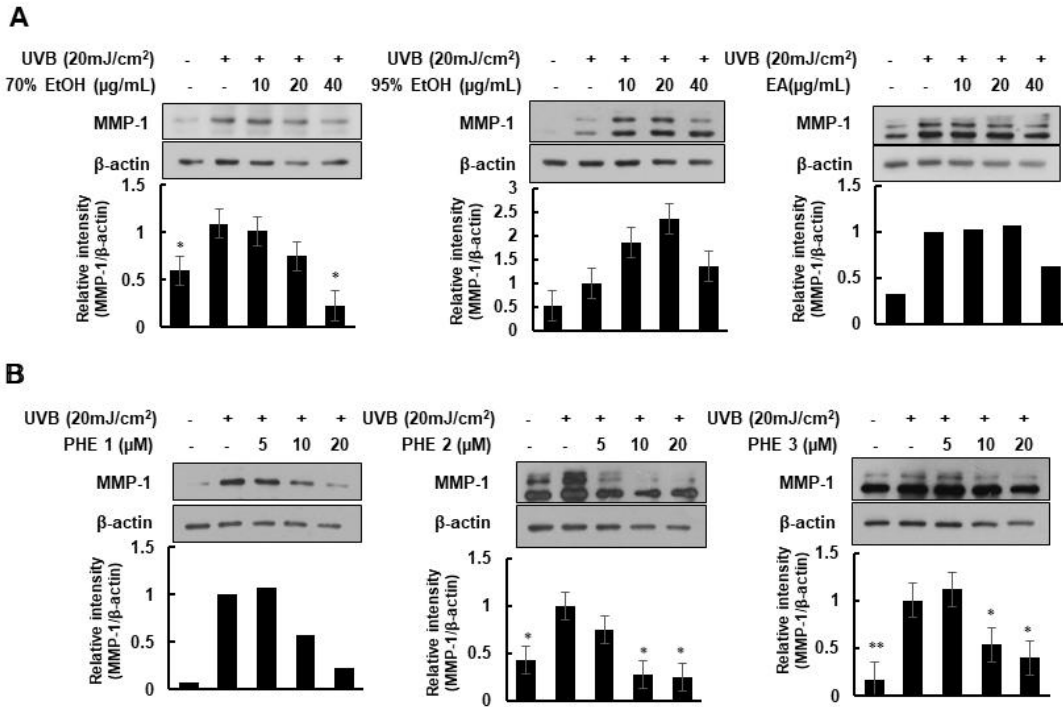 A
UVB (20mJ/cm²) - + + + +
70% EtOH (µg/mL) - - 10 20 40
MMP-1
β-actin
Relative intensity
(MMP-1/β-actin)
1.5
1
0.5
0
*
*
UVB (20mJ/cm²) - + + + +
95% EtOH (µg/mL) - - 10 20 40
MMP-1
β-actin
Relative intensity
(MMP-1/β-actin)
3
2.5
2
1.5
1
0.5
0
UVB (20mJ/cm²) - + + + +
EA(µg/mL) - - 10 20 40
MMP-1
β-actin
Relative intensity
(MMP-1/β-actin)
1.5
1
0.5
0
B
UVB (20mJ/cm²) - + + + +
PHE 1 (µM) - - 5 10 20
MMP-1
β-actin
Relative intensity
(MMP-1/β-actin)
1.5
1
0.5
0
UVB (20mJ/cm²) - + + + +
PHE 2 (µM) - - 5 10 20
MMP-1
β-actin
Relative intensity
(MMP-1/β-actin)
1.5
1
0.5
0
*
* *
UVB (20mJ/cm²) - + + + +
PHE 3 (µM) - - 5 10 20
MMP-1
β-actin
Relative intensity
(MMP-1/β-actin)
1.5
1
0.5
0
**
*
*